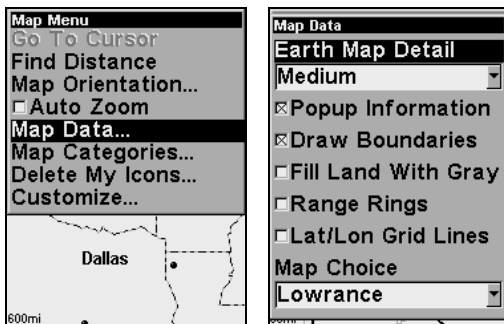 Map Menu
Go To Cursor
Find Distance
Map Orientation...
Auto Zoom
Map Data...
Map Categories...
Delete My Icons...
Customize...
Dallas
600mi
Map Data
Earth Map Detail
Medium
Popup Information
Draw Boundaries
Fill Land With Gray
Range Rings
Lat/Lon Grid Lines
Map Choice
Lowrance